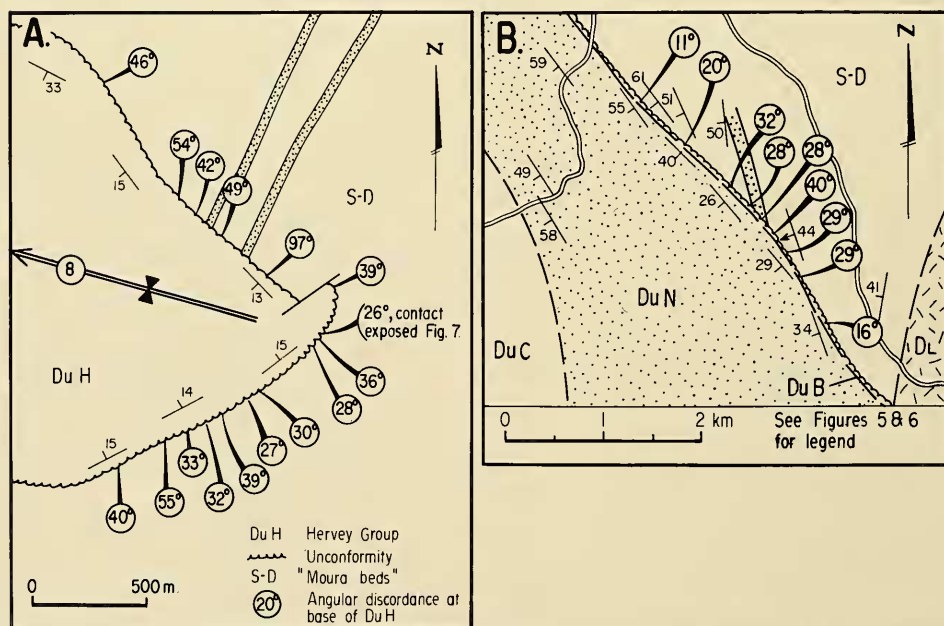 A.
N
46°
33
54°
42°
15
49°
S-D
97°
8
13
39°
(26°, contact
exposed Fig. 7.
15
Du H
36°
28°
14
30°
27°
15
33°
39°
32°
55°
40°
Du H Hervey Group
Unconformity
S-D "Moura beds"
20° Angular discordance at
base of Du H
0 500 m.
B.
N
11°
S-D
59
20°
61
51
55
32°
50
28°
28°
40
49
40°
26
29°
44
58
29°
29
41
Du N
34
16°
DL
Du C
Du B
0 1 2 km
See Figures 5 & 6
for legend